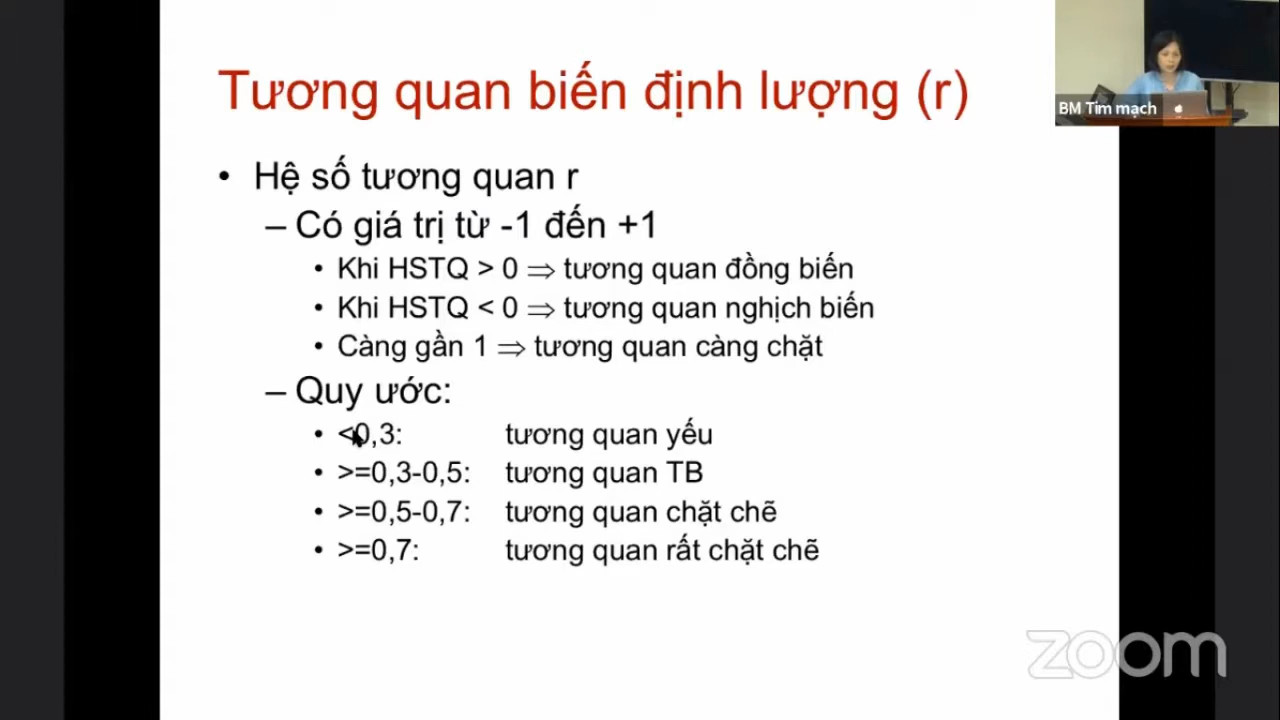 Tương quan biến định lượng (r)
BM Tim mạch
• Hệ số tương quan r
– Có giá trị từ -1 đến +1
• Khi HSTQ > 0 ⇒ tương quan đồng biến
• Khi HSTQ < 0 ⇒ tương quan nghịch biến
• Càng gần 1 ⇒ tương quan càng chặt
– Quy ước:
• <0,3: tương quan yếu
• >=0,3-0,5: tương quan TB
• >=0,5-0,7: tương quan chặt chẽ
• >=0,7: tương quan rất chặt chẽ
zoom